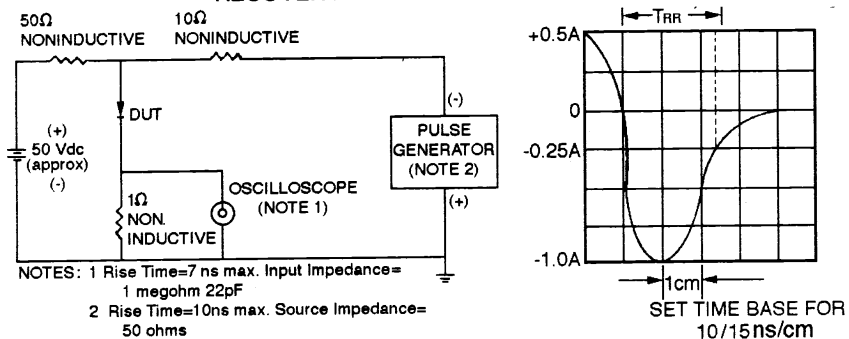 50Ω
NONINDUCTIVE
10Ω
NONINDUCTIVE
DUT
(+)
50 Vdc
(approx)
(-)
1Ω
NON.
INDUCTIVE
OSCILLOSCOPE
(NOTE 1)
(-)
PULSE
GENERATOR
(NOTE 2)
(+)
NOTES: 1 Rise Time=7 ns max. Input Impedance=
1 megohm 22pF
2 Rise Time=10ns max. Source Impedance=
50 ohms
TRR
+0.5A
0
-0.25A
-1.0A
1cm
SET TIME BASE FOR
10/15ns/cm